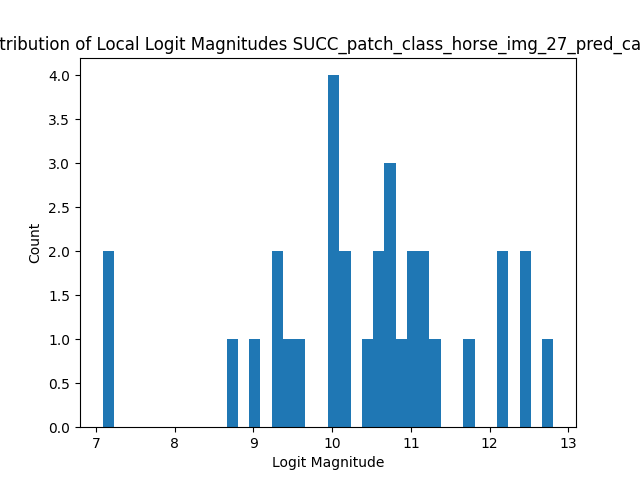 tribution of Local Logit Magnitudes SUCC_patch_class_horse_img_27_pred_ca
4.0
3.5
3.0
2.5
2.0
1.5
1.0
0.5
0.0
Count
7 8 9 10 11 12 13
Logit Magnitude